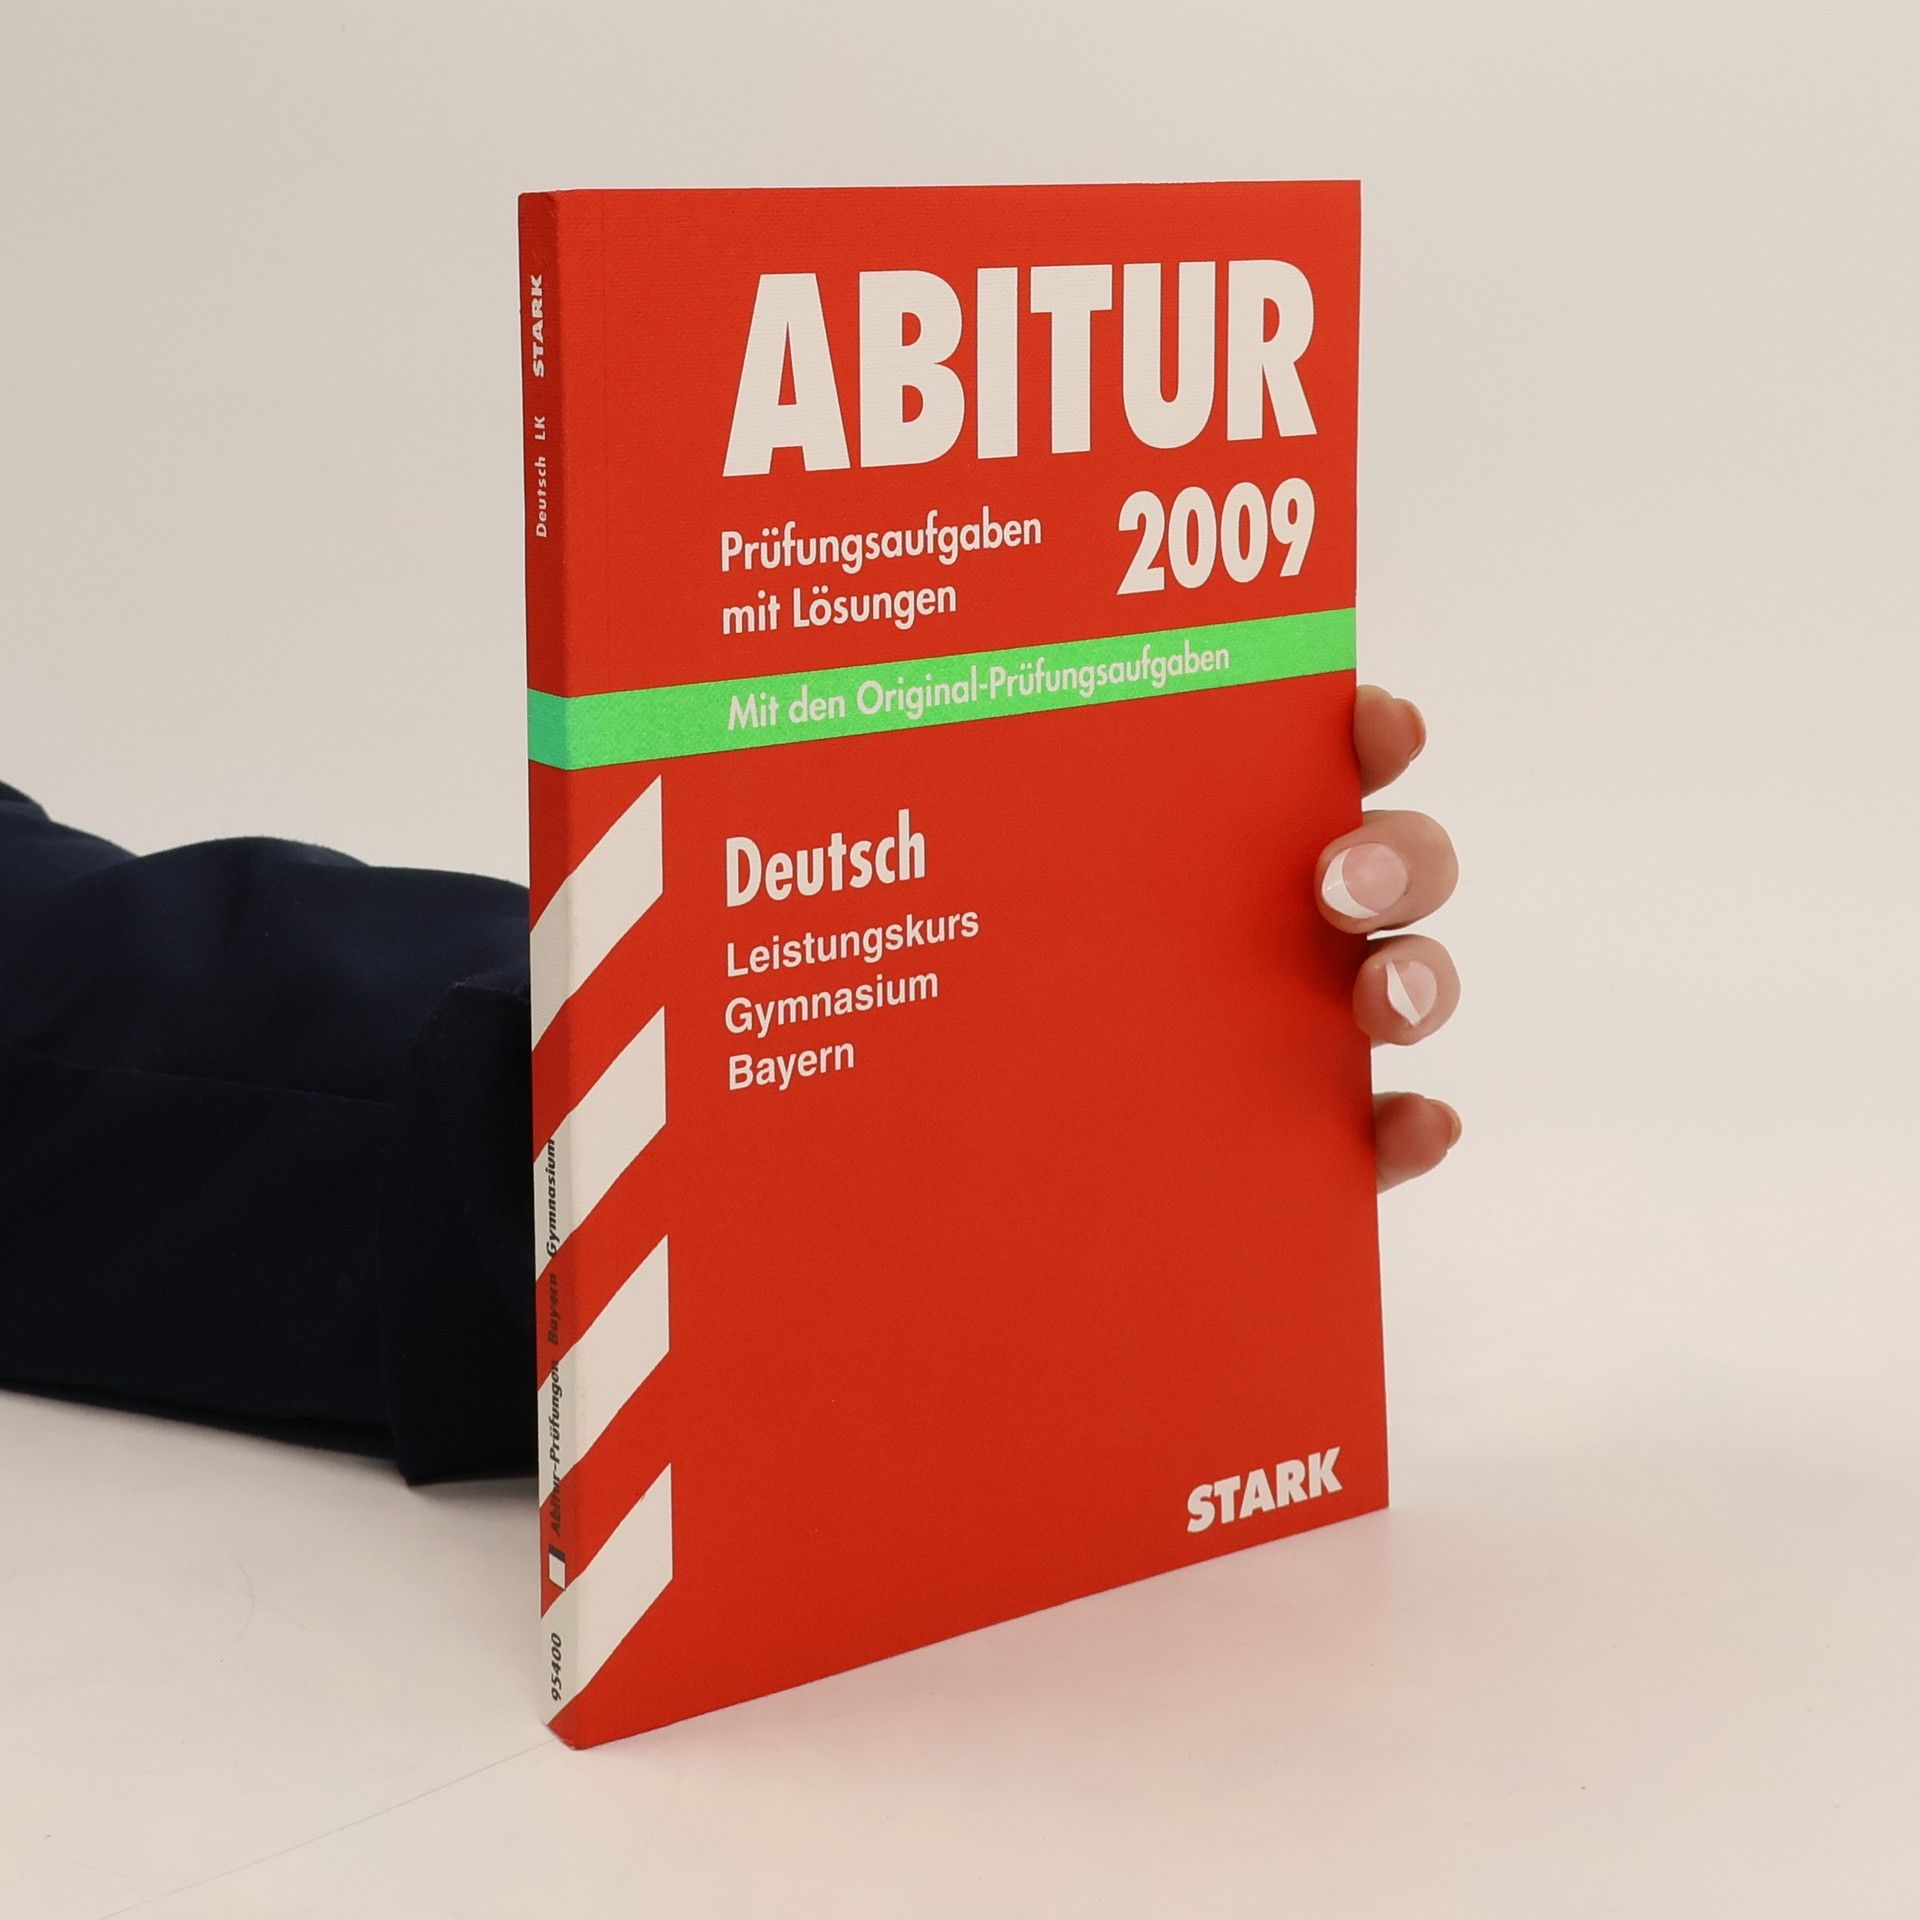 ABITUR
2009
Prüfungsaufgaben
mit Lösungen
Mit den Original-Prüfungsaufgaben
Deutsch
Leistungskurs
Gymnasium
Bayern
STARK
Deutsch LK STARK
95400 Abitur-Prüfungen Bayern Gymnasium